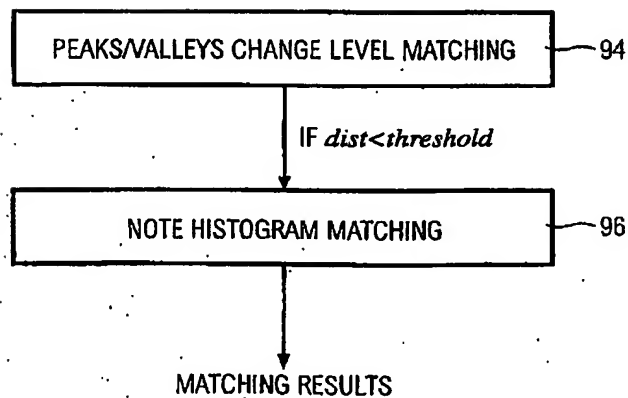 PEAKS/VALLEYS CHANGE LEVEL MATCHING
94
IF dist<threshold
NOTE HISTOGRAM MATCHING
96
MATCHING RESULTS